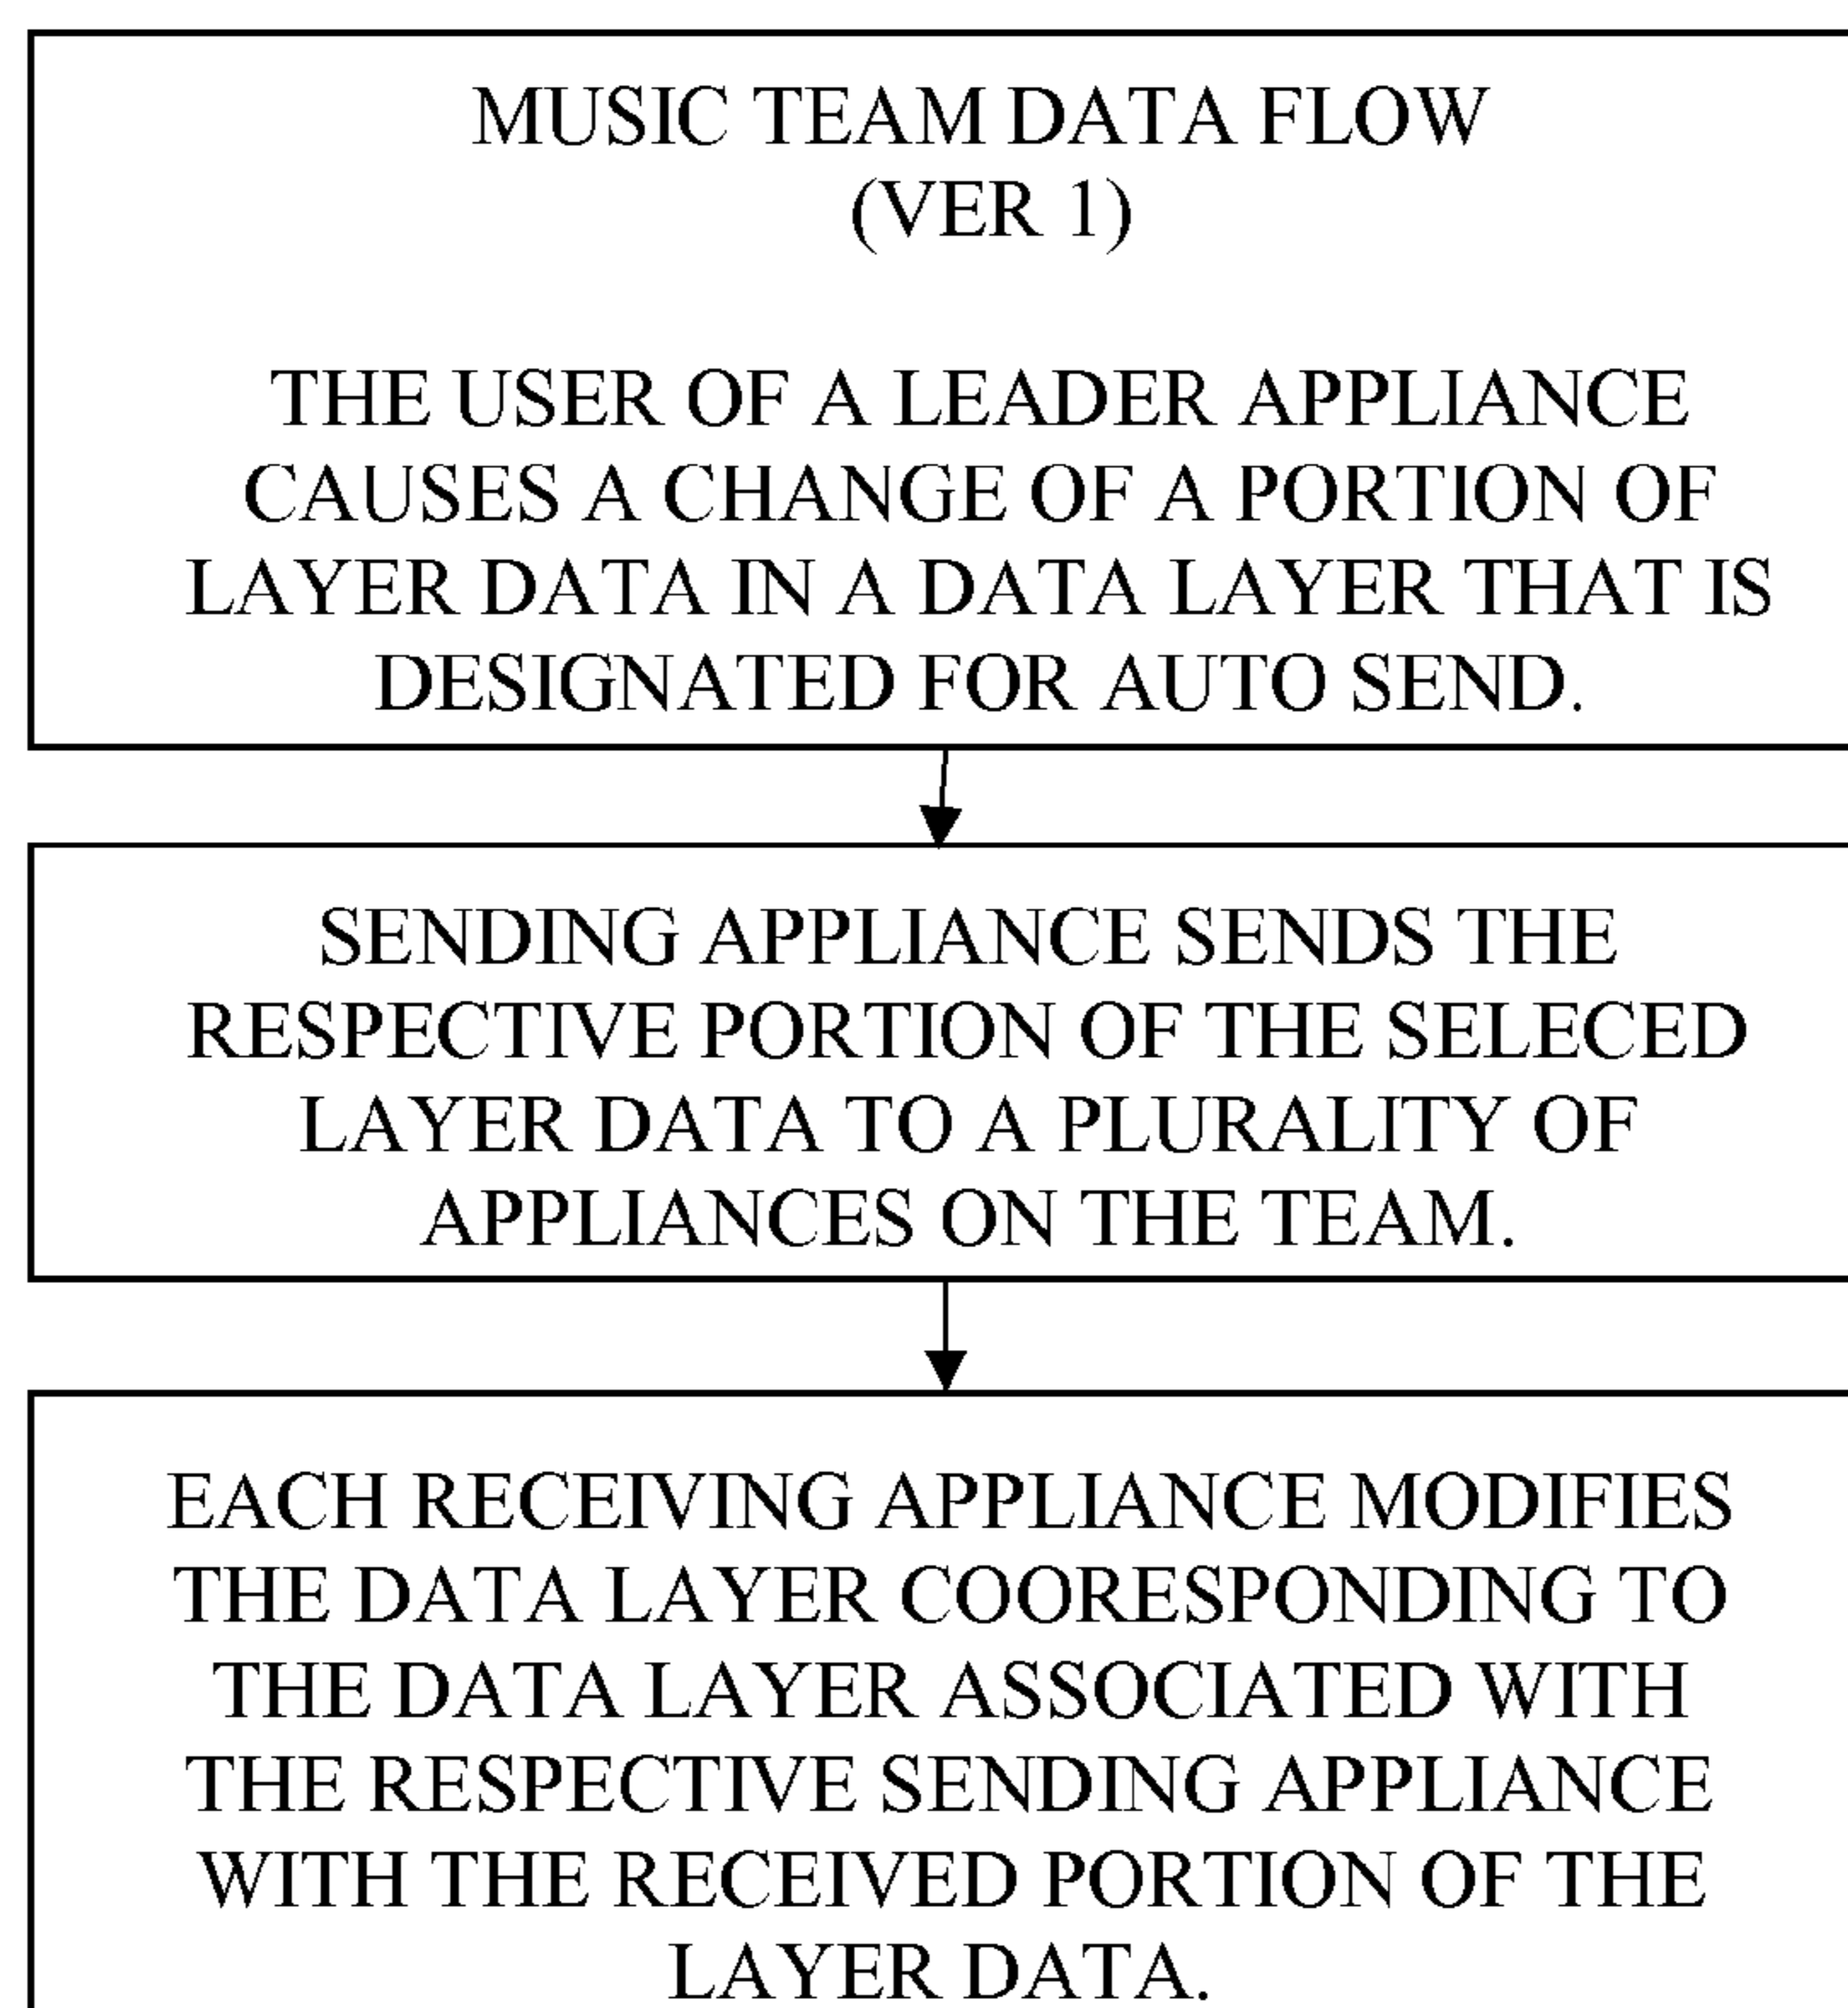 MUSIC TEAM DATA FLOW
(VER 1)
THE USER OF A LEADER APPLIANCE
CAUSES A CHANGE OF A PORTION OF
LAYER DATA IN A DATA LAYER THAT IS
DESIGNATED FOR AUTO SEND.
SENDING APPLIANCE SENDS THE
RESPECTIVE PORTION OF THE SELECED
LAYER DATA TO A PLURALITY OF
APPLIANCES ON THE TEAM.
EACH RECEIVING APPLIANCE MODIFIES
THE DATA LAYER COORESPONDING TO
THE DATA LAYER ASSOCIATED WITH
THE RESPECTIVE SENDING APPLIANCE
WITH THE RECEIVED PORTION OF THE
LAYER DATA.